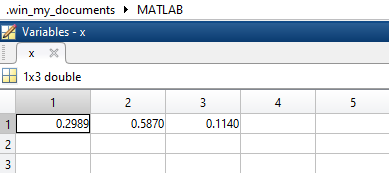 .win_my_documents ▸ MATLAB
Variables - x
x
1x3 double
1 2 3 4 5
1 0.2989 0.5870 0.1140
2
3